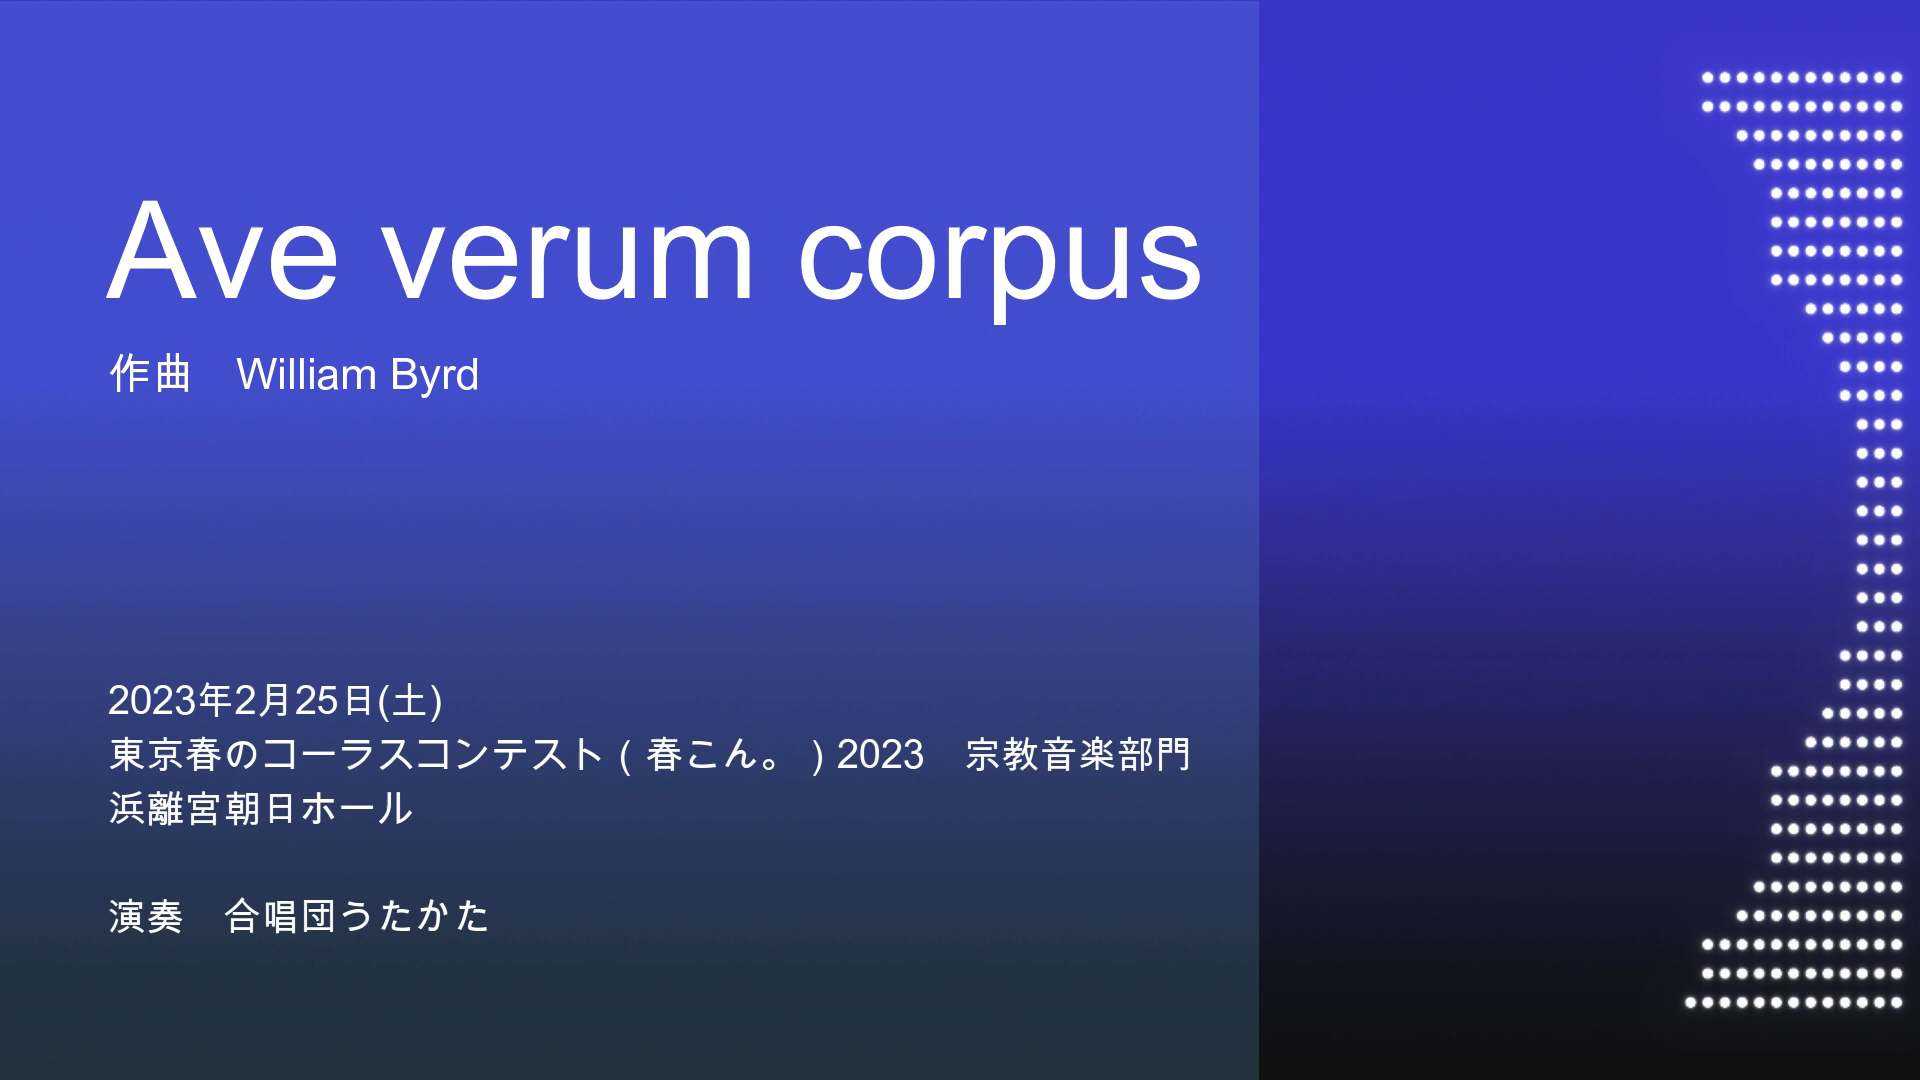 Ave verum corpus
作曲　William Byrd
2023年2月25日(土)
東京春のコーラスコンテスト ( 春こん。 ) 2023　宗教音楽部門
浜離宮朝日ホール
演奏　合唱団うたかた